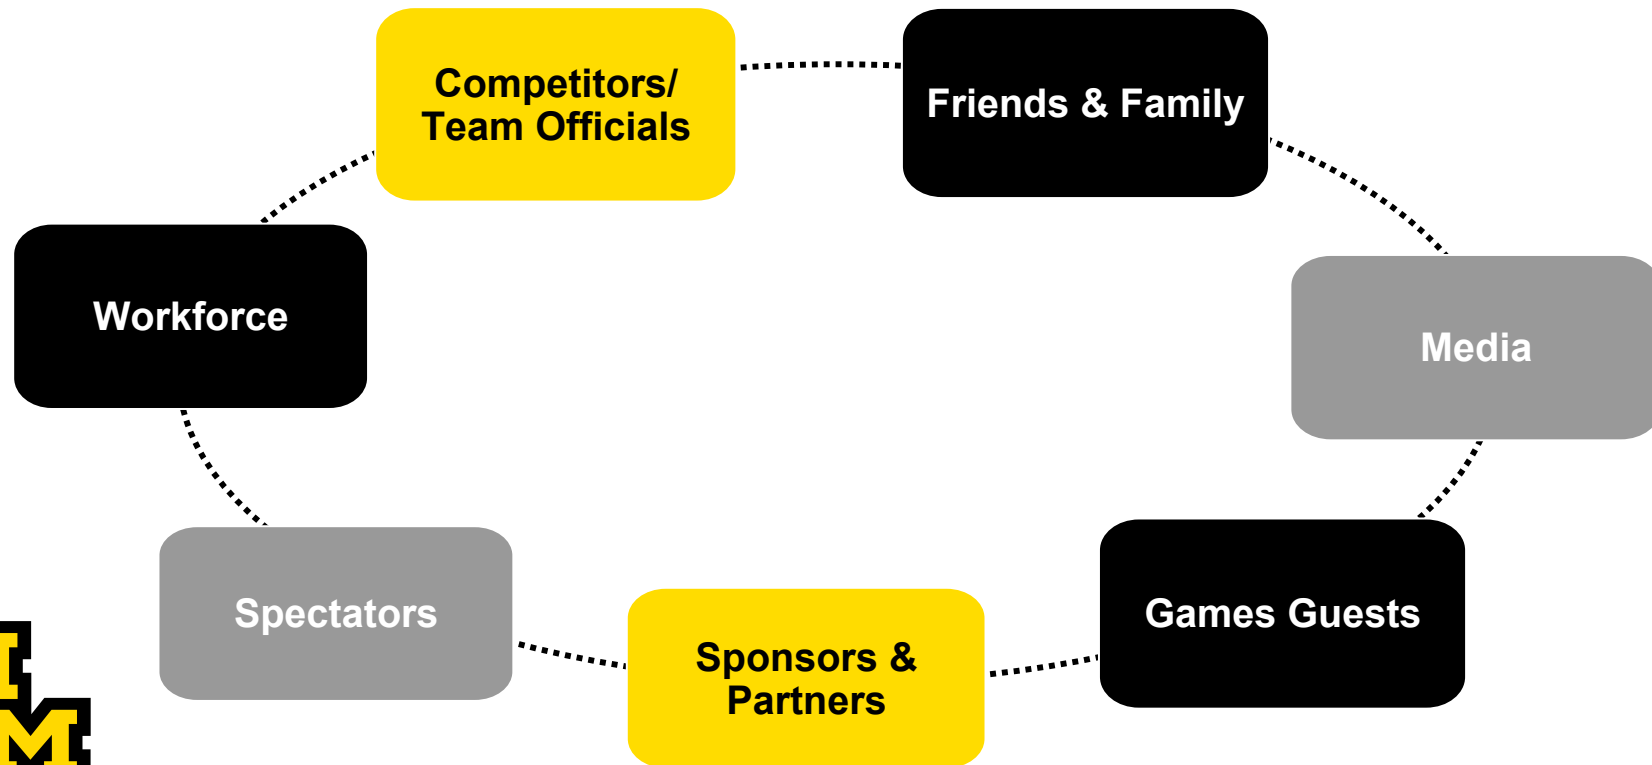 Competitors/
Team Officials
Friends & Family
Workforce
Media
Spectators
Sponsors &
Partners
Games Guests